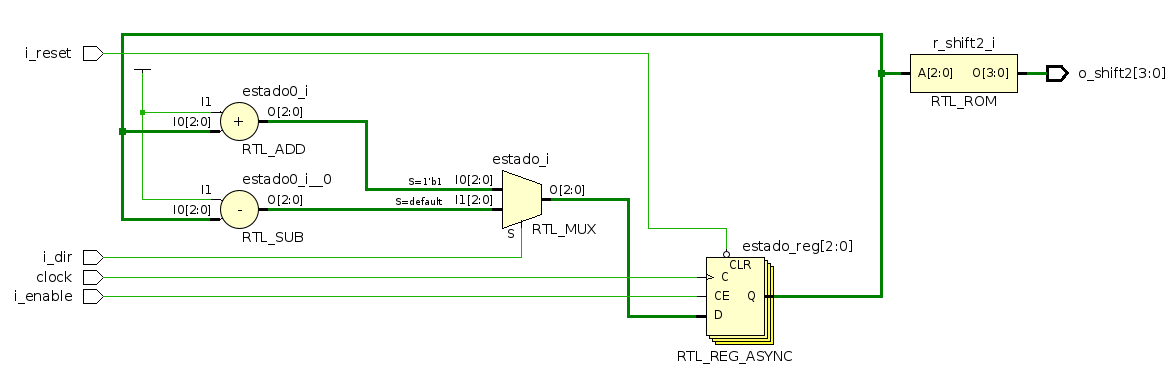 r_shift2_i
i_reset
A[2:0] O[3:0]
o_shift2[3:0]
RTL_ROM
estado0_i
I1
O[2:0]
I0[2:0]
+
RTL_ADD
estado_i
estado0_i__0
S=1'b1 I0[2:0]
I1
O[2:0]
O[2:0]
S=default I1[2:0]
I0[2:0]
-
S
RTL_MUX
RTL_SUB
estado_reg[2:0]
i_dir
CLR
clock
C
i_enable
CE Q
D
RTL_REG_ASYNC